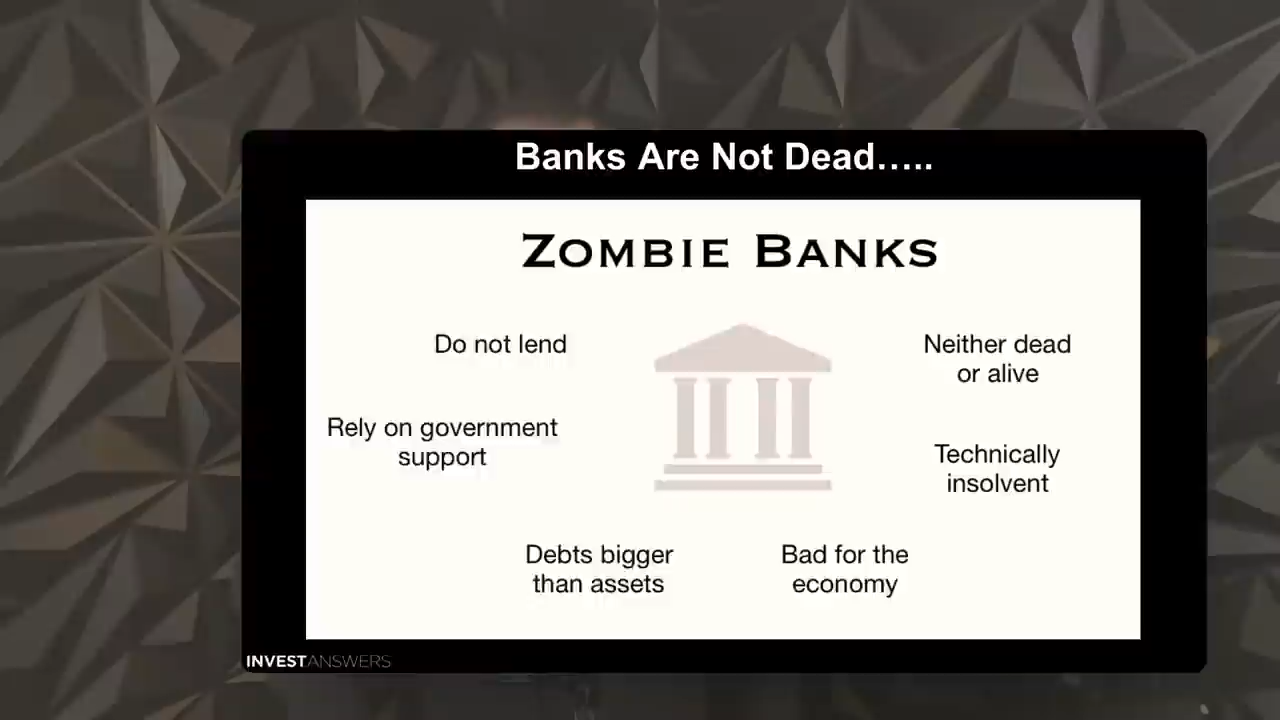 Banks Are Not Dead…..
ZOMBIE BANKS
Do not lend
Neither dead
or alive
Rely on government
support
Technically
insolvent
Debts bigger
than assets
Bad for the
economy
INVESTANSWERS